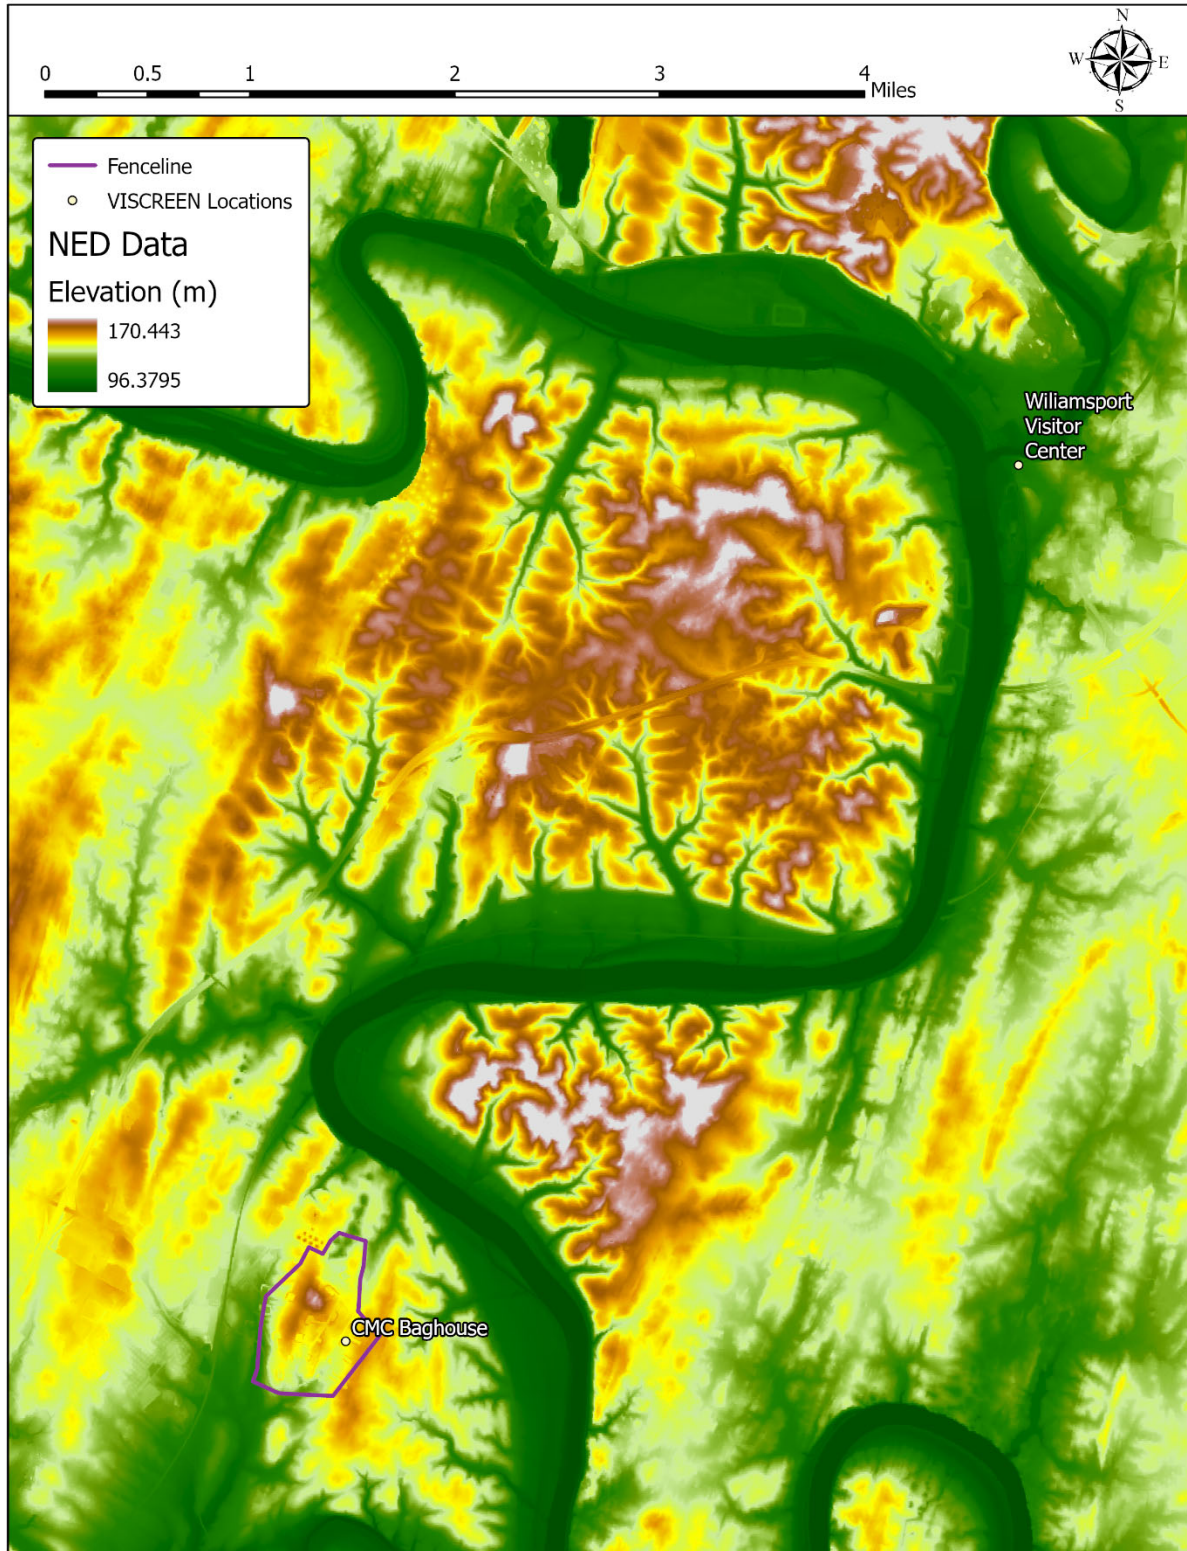 N
W E
S
0 0.5 1 2 3 4
Miles
Fenceline
VISCREEN Locations
NED Data
Elevation (m)
170.443
96.3795
Wiliamsport
Visitor
Center
CMC Baghouse